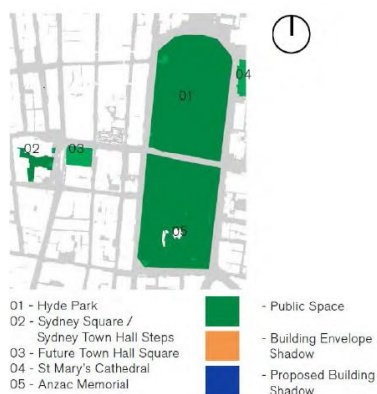 04
01
02
03
05
01 - Hyde Park
02 - Sydney Square /
Sydney Town Hall Steps
03 - Future Town Hall Square
04 - St Mary's Cathedral
05 - Anzac Memorial
- Public Space
- Building Envelope
Shadow
- Proposed Building
Shadow